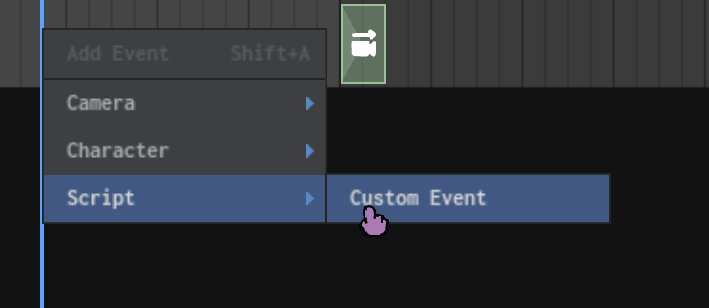 Add Event Shift+A
Camera
Character
Script
Custom Event